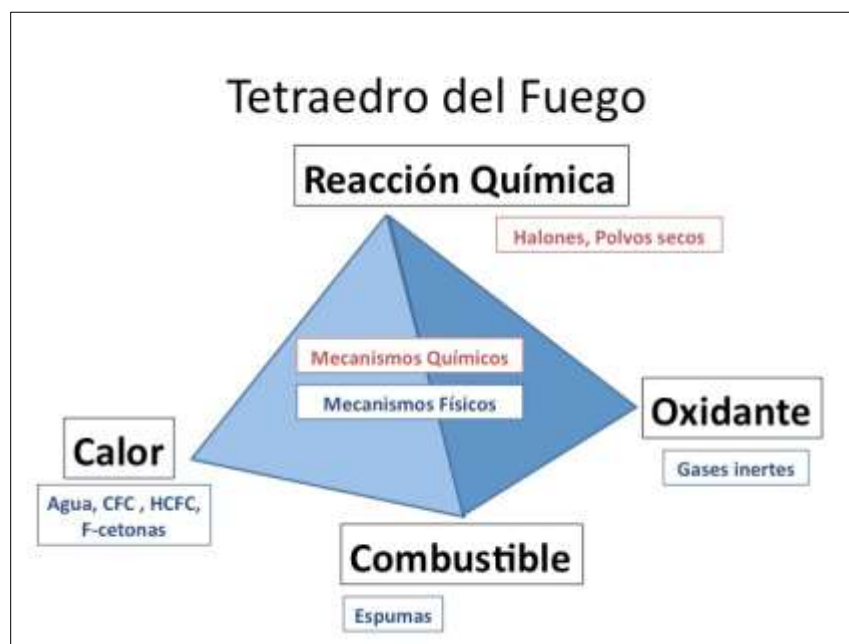 Tetraedro del Fuego
Reacción Química
Halones, Polvos secos
Mecanismos Químicos
Mecanismos Físicos
Oxidante
Gases inertes
Calor
Agua, CFC , HCFC,
F-cetonas
Combustible
Espumas